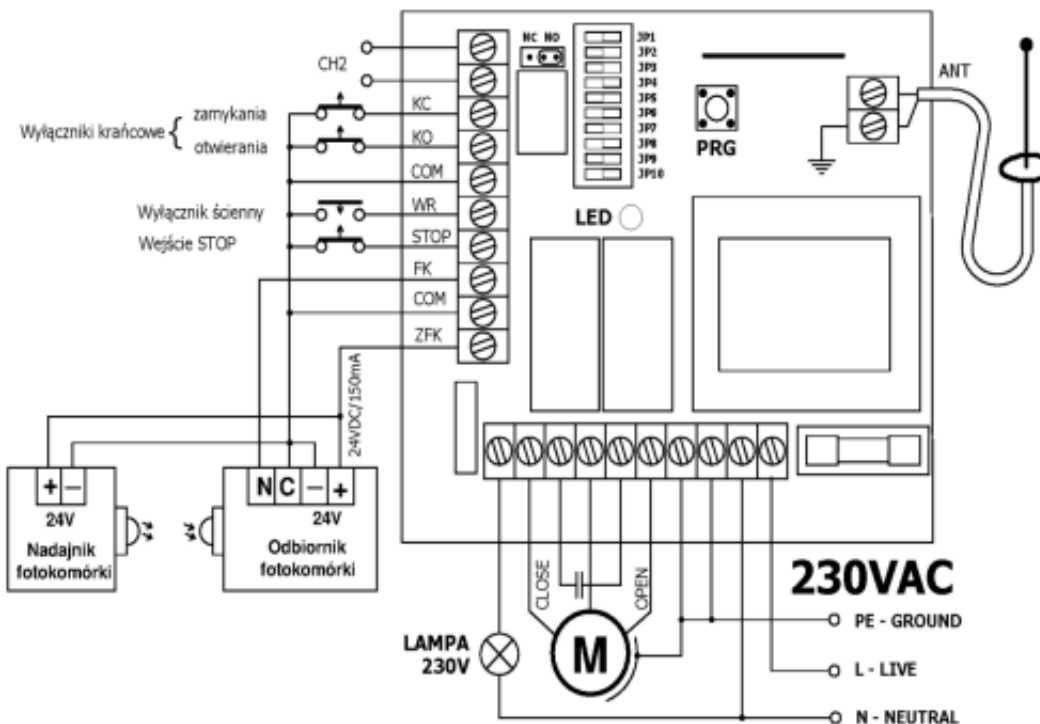 CH2
Wyłączniki krańcowe
zamykania
otwierania
Wyłącznik ścienny
Wejście STOP
KC
KO
COM
WR
STOP
FK
COM
ZFK
24VDC/150mA
NC NO
JP1
JP2
JP3
JP4
JP5
JP6
JP7
JP8
JP9
JP10
PRG
LED
ANT
+ –
24V
Nadajnik
fotokomórki
N C – +
24V
Odbiornik
fotokomórki
CLOSE
OPEN
M
LAMPA
230V
230VAC
PE - GROUND
L - LIVE
N - NEUTRAL